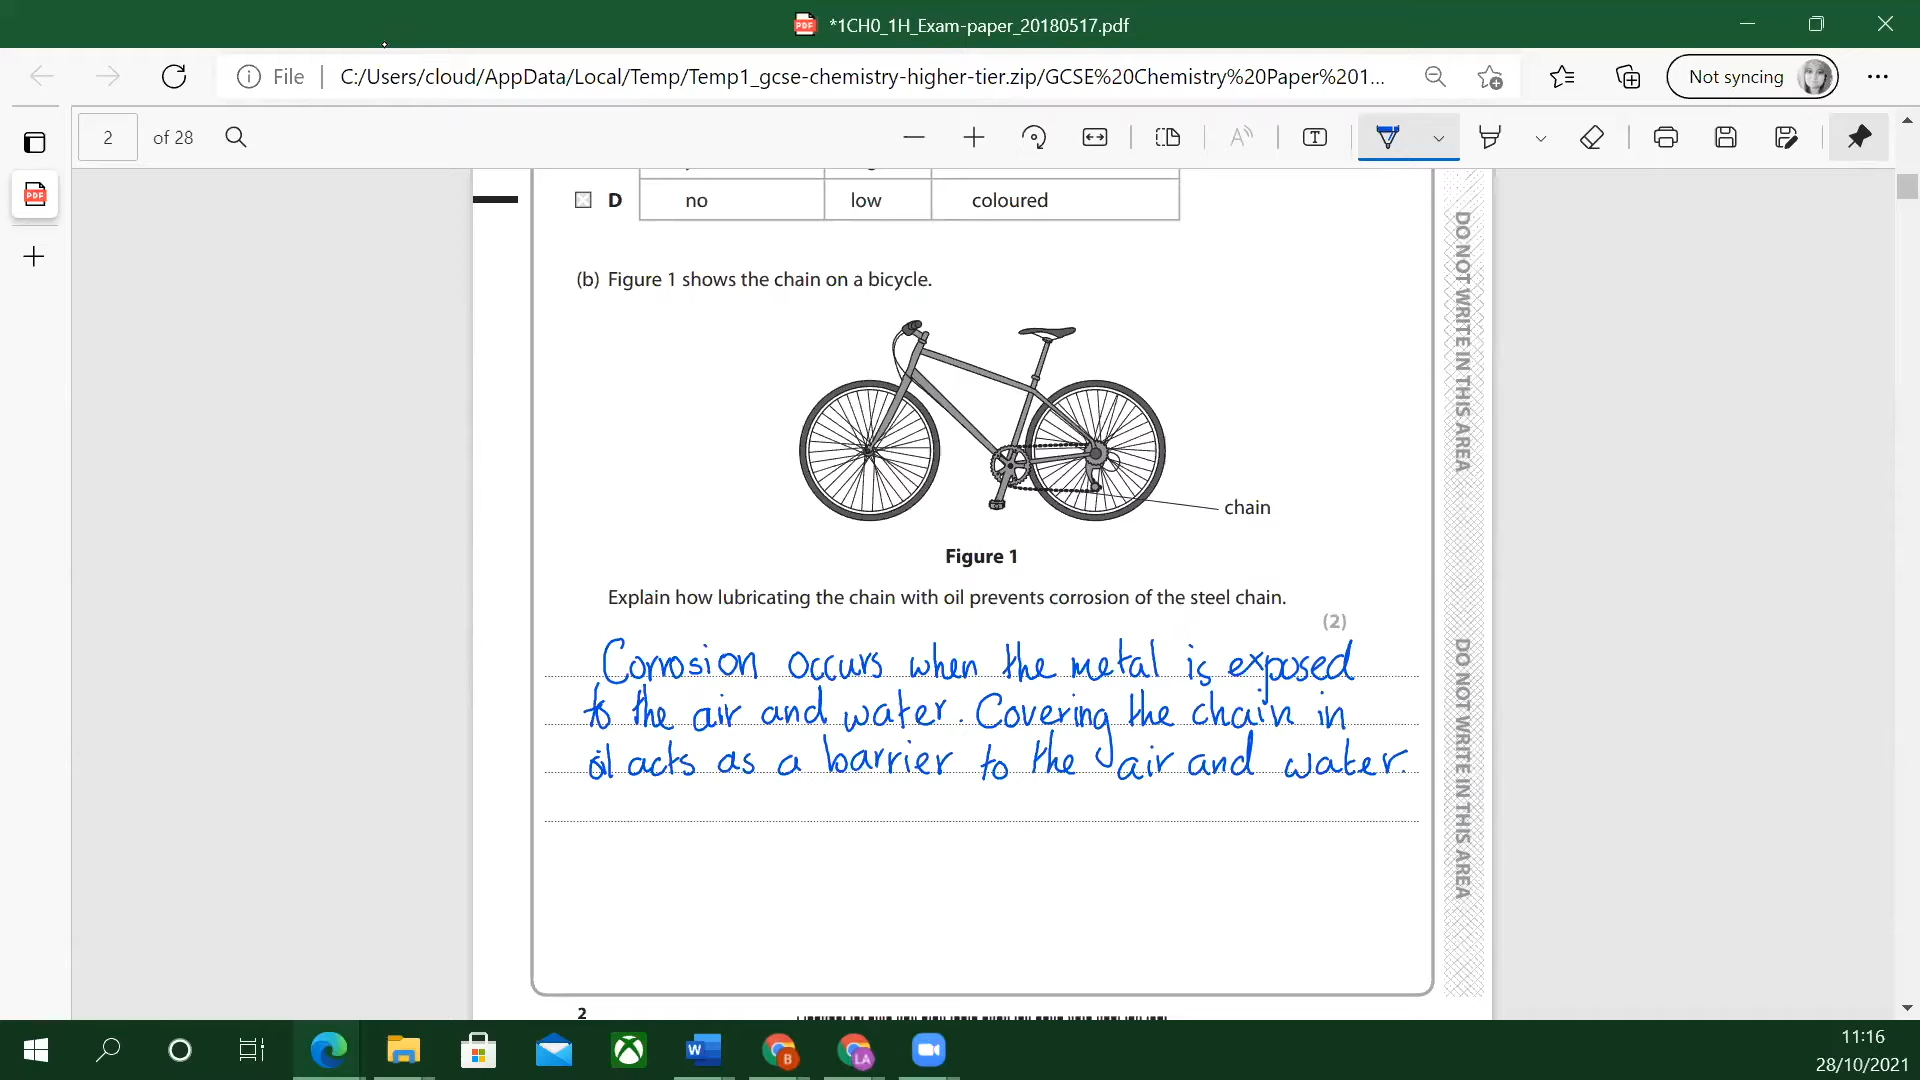 *1CH0_1H_Exam-paper_20180517.pdf
File
C:/Users/cloud/AppData/Local/Temp/Temp1_gcse-chemistry-higher-tier.zip/GCSE%20Chemistry%20Paper%201...
Not syncing
2 of 28
D no low coloured
(b) Figure 1 shows the chain on a bicycle.
chain
Figure 1
Explain how lubricating the chain with oil prevents corrosion of the steel chain.
(2)
Corrosion occurs when the metal is exposed
to the air and water. Covering the chain in
oil acts as a barrier to the air and water.
2
DO NOT WRITE IN THIS AREA
DO NOT WRITE IN THIS AREA
11:16
28/10/2021